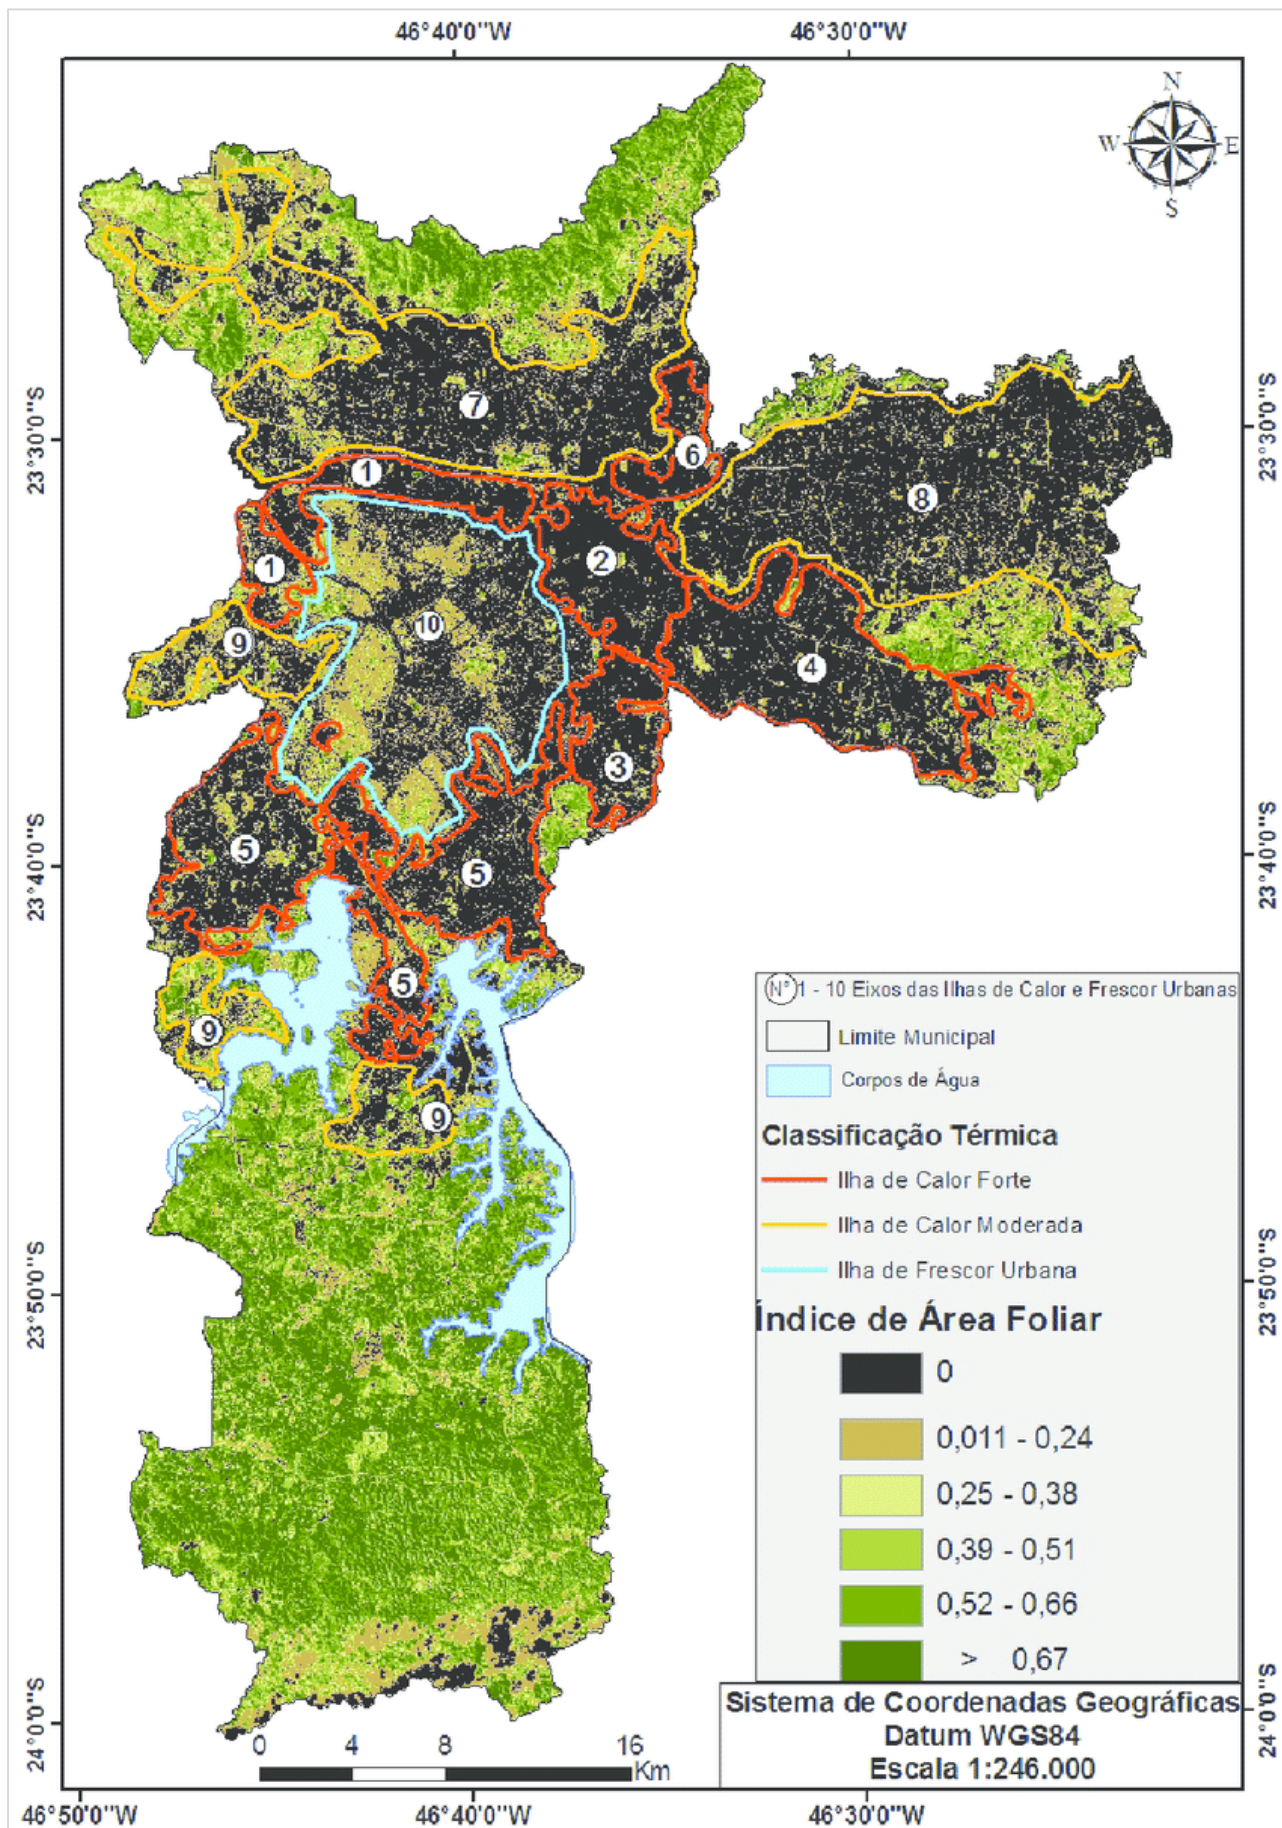 46°40'0"W 46°30'0"W
N
W E
S
23°30'0"S 23°30'0"S
7
1
6
8
2
1
10
9
4
3
5
5
23°40'0"S 23°40'0"S
5
9
9
Nº 1 - 10 Eixos das Ilhas de Calor e Frescor Urbanas
Limite Municipal
Corpos de Água
Classificação Térmica
Ilha de Calor Forte
Ilha de Calor Moderada
Ilha de Frescor Urbana
23°50'0"S 23°50'0"S
Índice de Área Foliar
0
0,011 - 0,24
0,25 - 0,38
0,39 - 0,51
0,52 - 0,66
> 0,67
Sistema de Coordenadas Geográficas
Datum WGS84
Escala 1:246.000
24°0'0"S 24°0'0"S
0 4 8 16
Km
46°50'0"W 46°40'0"W 46°30'0"W